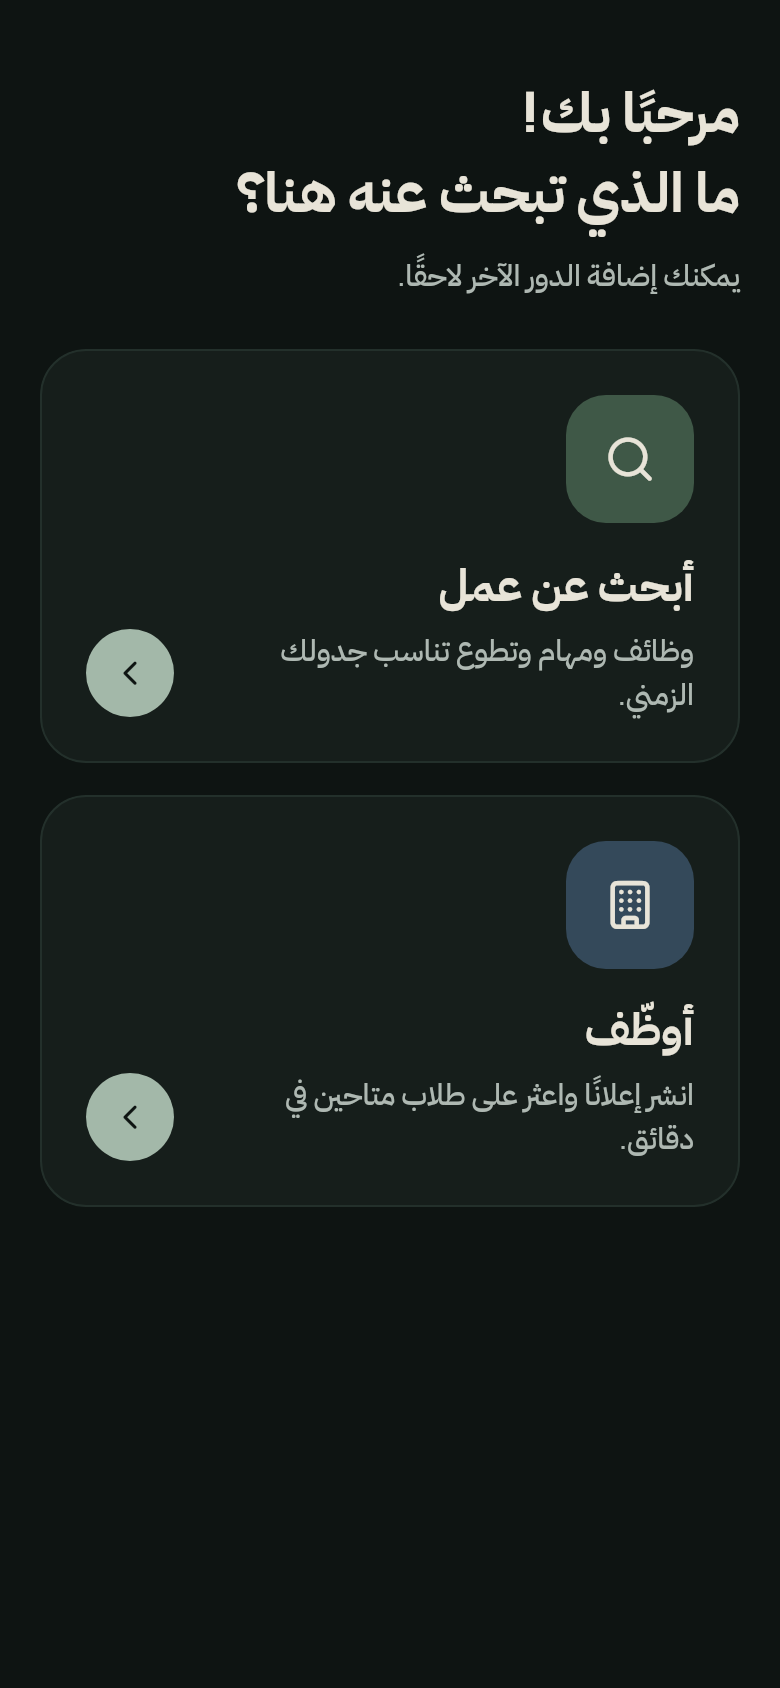 مرحبًا بك!
ما الذي تبحث عنه هنا؟
يمكنك إضافة الدور الآخر لاحقًا.
أبحث عن عمل
وظائف ومهام وتطوع تناسب جدولك
الزمني.
أوظّف
انشر إعلانًا واعثر على طلاب متاحين في
دقائق.